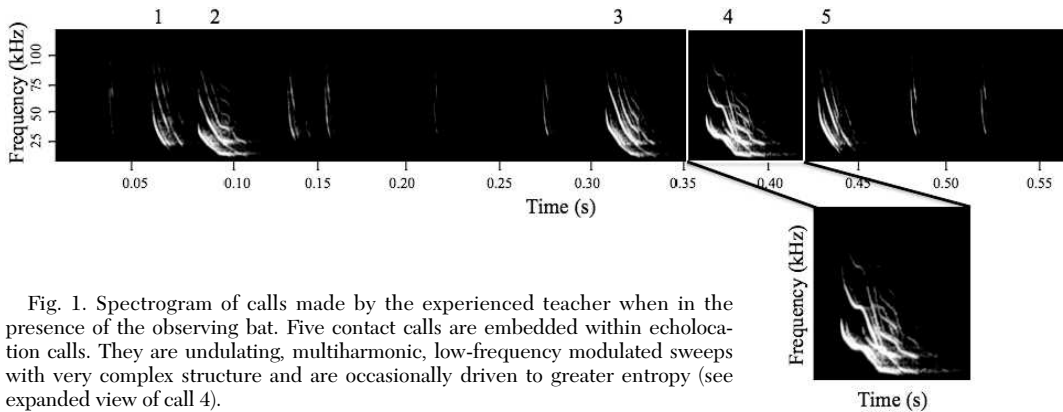 1 2 3 4 5
Frequency (kHz)
100
75
50
25
0.05 0.10 0.15 0.20 0.25 0.30 0.35 0.40 0.45 0.50 0.55
Time (s)
Frequency (kHz)
Time (s)
Fig. 1. Spectrogram of calls made by the experienced teacher when in the
presence of the observing bat. Five contact calls are embedded within echoloca-
tion calls. They are undulating, multiharmonic, low-frequency modulated sweeps
with very complex structure and are occasionally driven to greater entropy (see
expanded view of call 4).